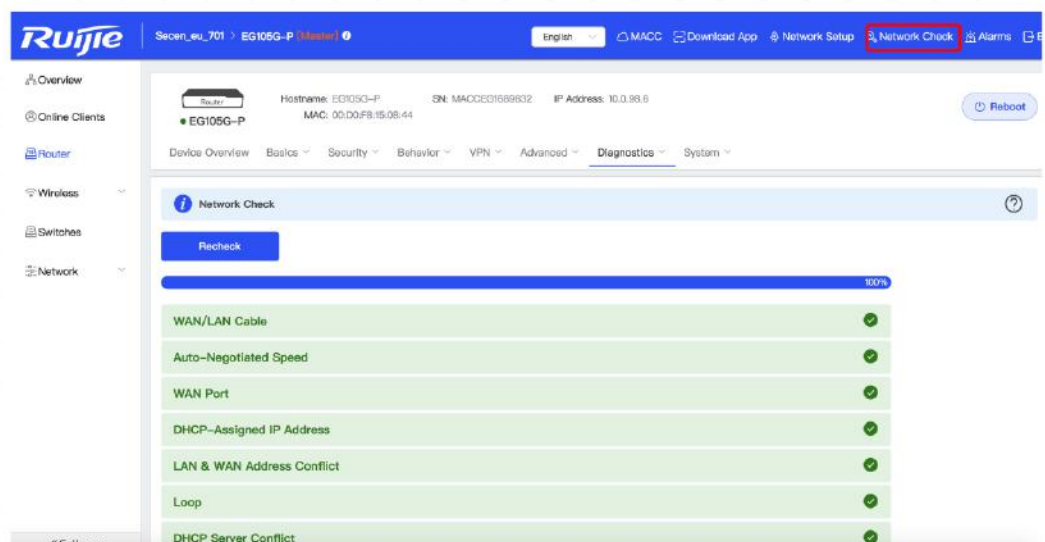 Ruijie
Secen_eu_701 > EG105G-P [Master]
English
MACC
Download App
Network Setup
Network Check
Alarms
Overview
Online Clients
Router
Wireless
Switches
Network
Router
EG105G-P
Hostname: EG105G-P
SN: MACCEG1689832
IP Address: 10.0.98.6
MAC: 00:D0:F8:15:08:44
Reboot
Device Overview
Basics
Security
Behavior
VPN
Advanced
Diagnostics
System
Network Check
Recheck
100%
WAN/LAN Cable
Auto-Negotiated Speed
WAN Port
DHCP-Assigned IP Address
LAN & WAN Address Conflict
Loop
DHCP Server Conflict